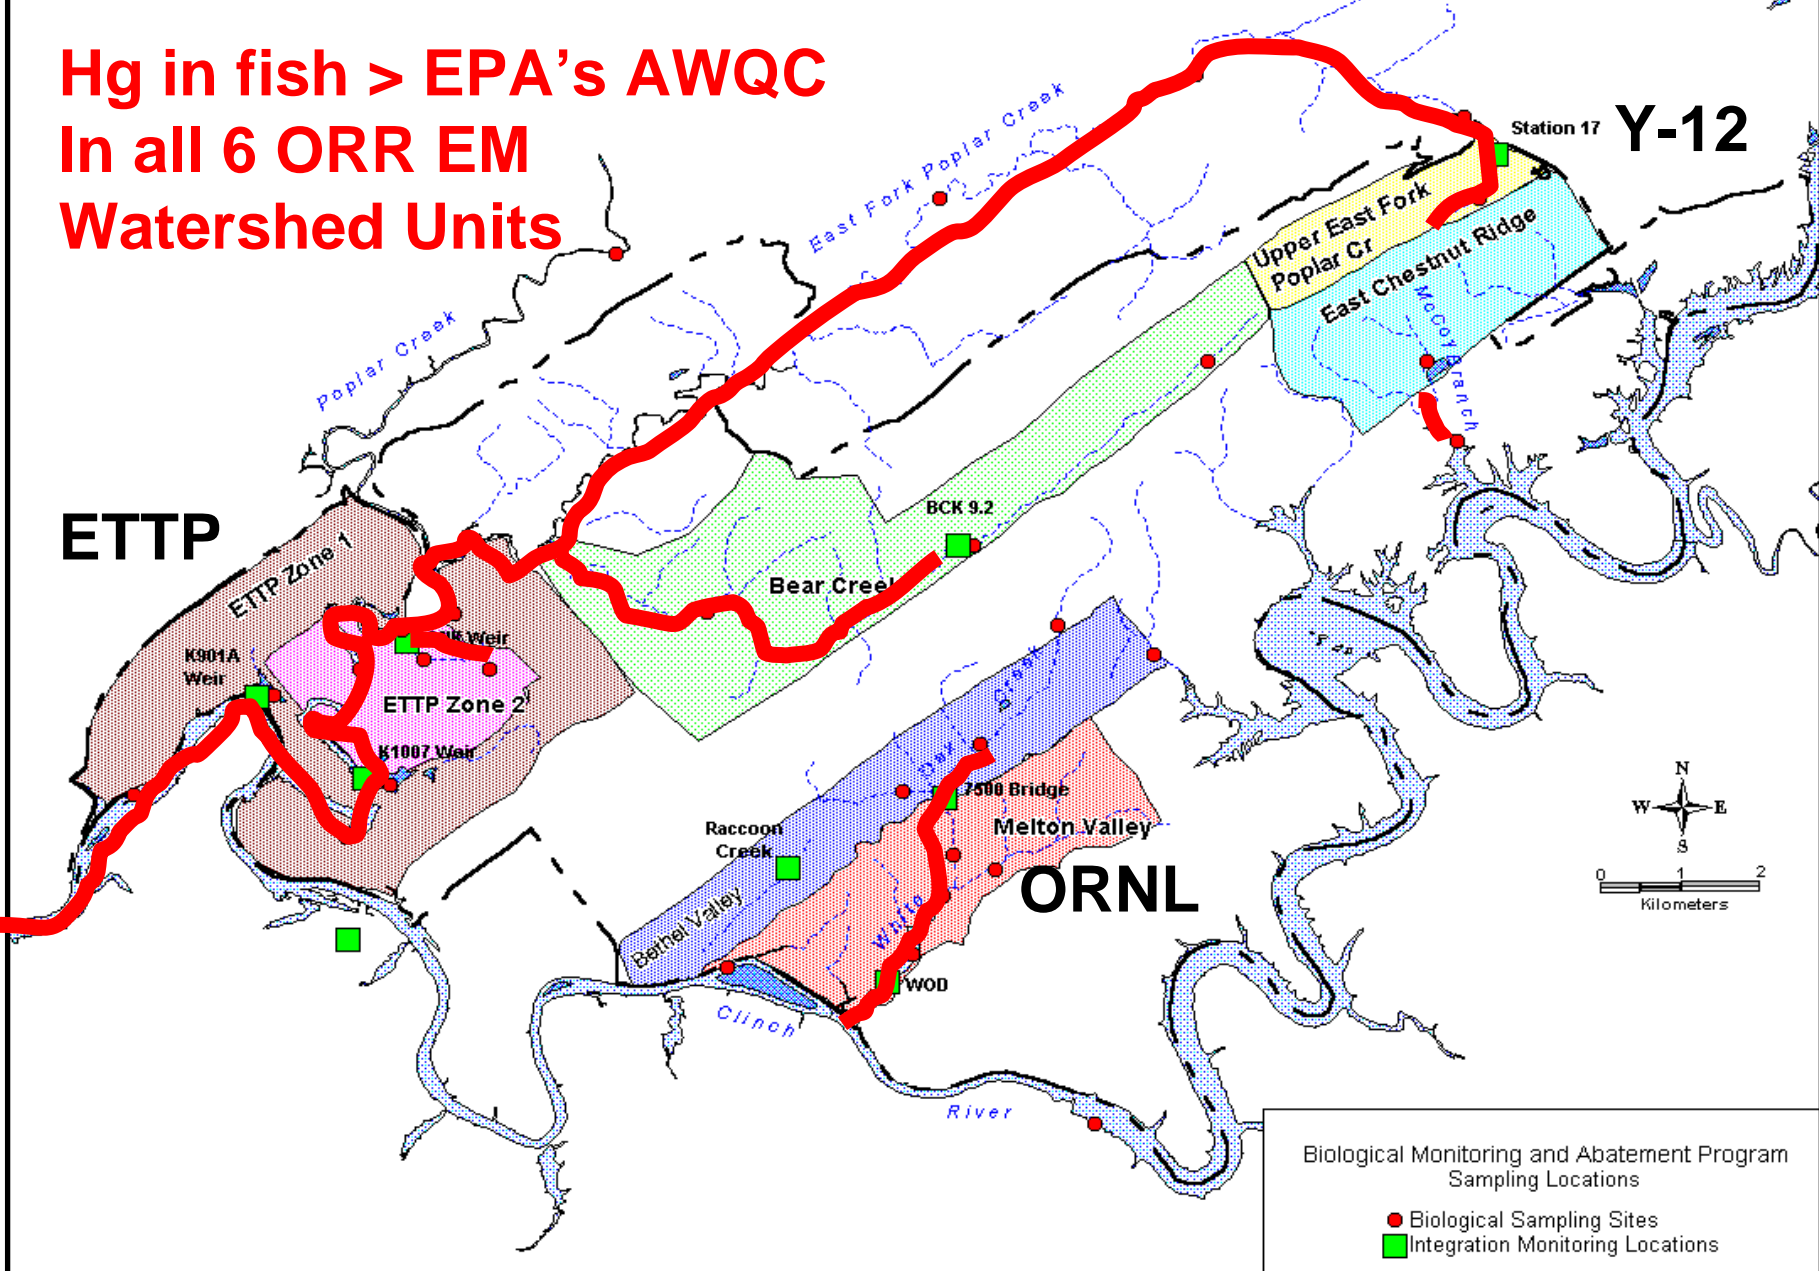 Hg in fish > EPA's AWQC
In all 6 ORR EM
Watershed Units
Y-12
Station 17
East Fork Poplar Creek
Upper East Fork
Poplar Cr
East Chestnut Ridge
McCoy Branch
Poplar Creek
ETTP
ETTP Zone 1
BCK 9.2
Bear Creek
Weir
K901A
Weir
ETTP Zone 2
K1007 Weir
Creek
7500 Bridge
Melton Valley
Raccoon
Creek
ORNL
White
Bethel Valley
WOD
Clinch
River
N
W
E
S
0 1 2
Kilometers
Biological Monitoring and Abatement Program
Sampling Locations
Biological Sampling Sites
Integration Monitoring Locations